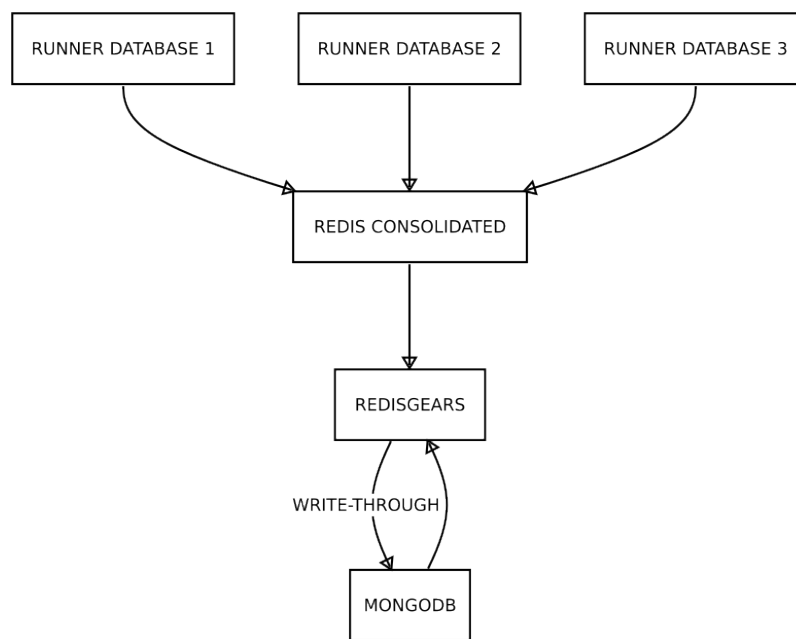 RUNNER DATABASE 1
RUNNER DATABASE 2
RUNNER DATABASE 3
REDIS CONSOLIDATED
REDISGEARS
WRITE-THROUGH
MONGODB